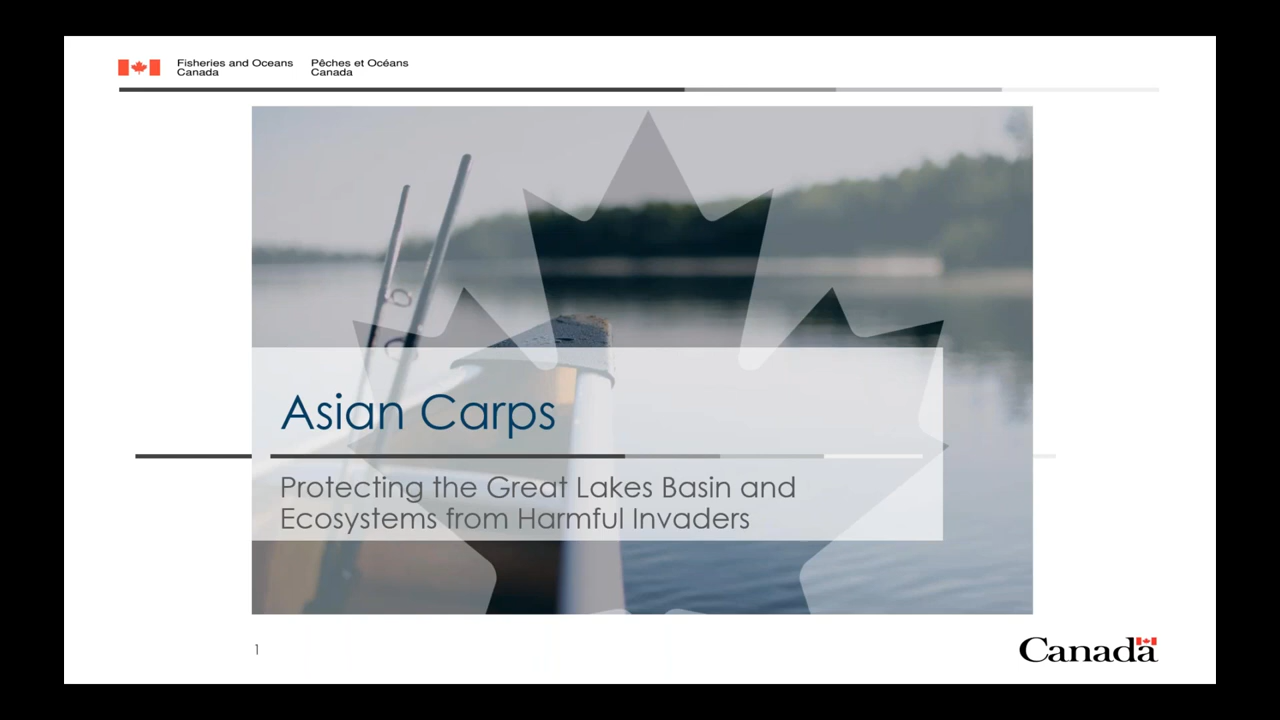 Fisheries and Oceans Canada
Pêches et Océans Canada
Asian Carps
Protecting the Great Lakes Basin and
Ecosystems from Harmful Invaders
1
Canada